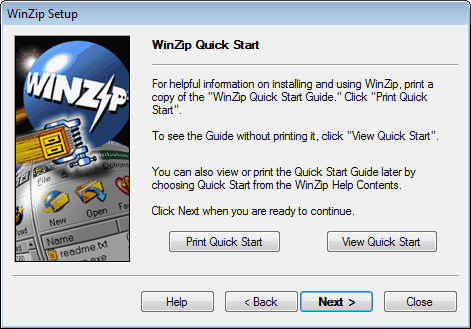 WinZip Setup
WINZIP
File
New
Open
Name
readme.txt
.exe
WinZip Quick Start
For helpful information on installing and using WinZip, print a
copy of the "WinZip Quick Start Guide." Click "Print Quick
Start".
To see the Guide without printing it, click "View Quick Start".
You can also view or print the Quick Start Guide later by
choosing Quick Start from the WinZip Help Contents.
Click Next when you are ready to continue.
Print Quick Start
View Quick Start
Help
< Back
Next >
Close